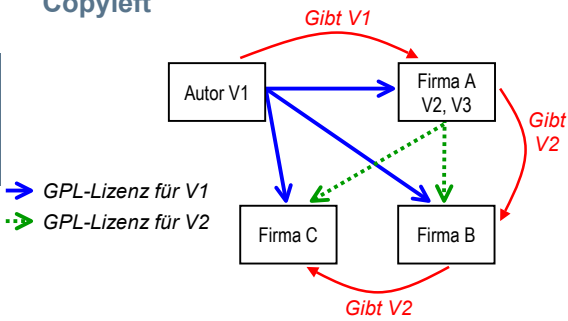 Copyleft
Gibt V1
Autor V1
Firma A
V2, V3
Gibt
V2
GPL-Lizenz für V1
GPL-Lizenz für V2
Firma C
Firma B
Gibt V2